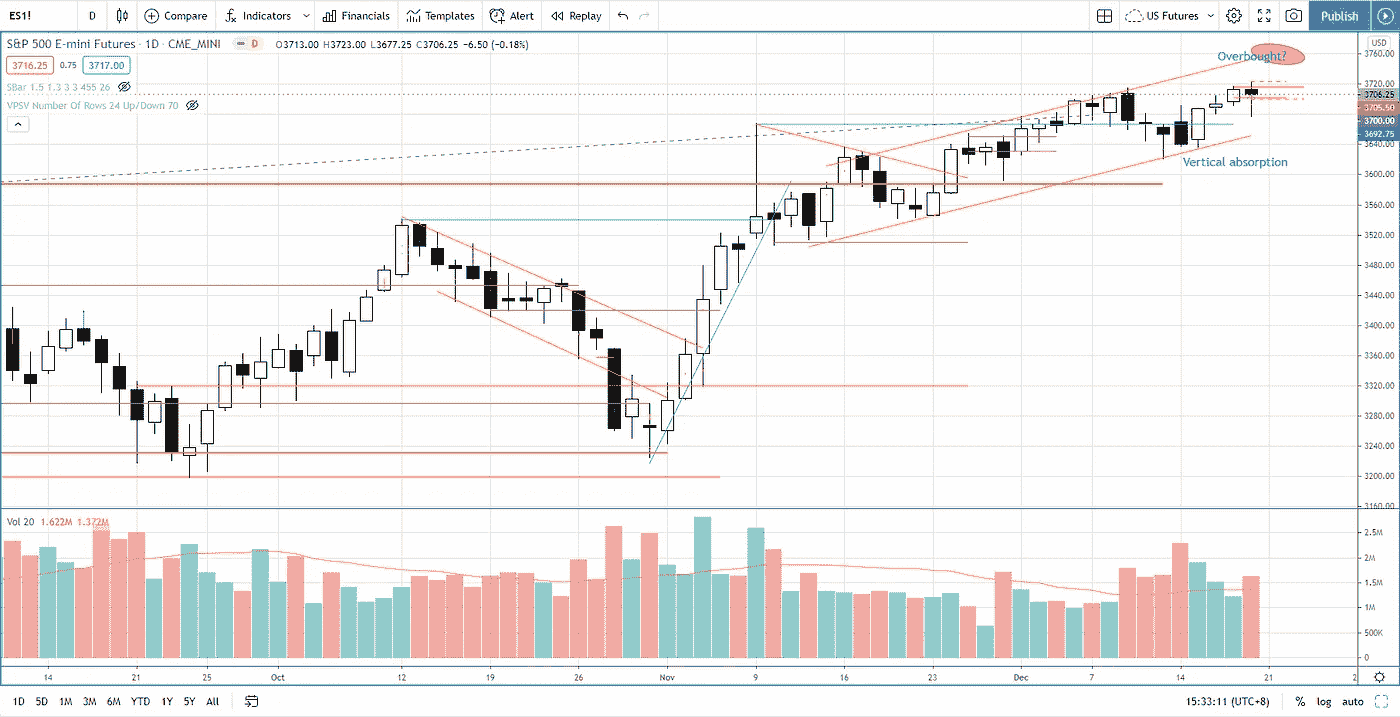 ES1! D Compare Indicators Financials Templates Alert Replay US Futures Publish
S&P 500 E-mini Futures · 1D · CME_MINI D O3713.00 H3723.00 L3677.25 C3706.25 −6.50 (−0.18%)
USD
3716.25 0.75 3717.00
SBar 1.5 1.3 3 3 455 26
VPSV Number Of Rows 24 Up/Down 70
Overbought?
Vertical absorption
3760.00
3720.00
3706.25
3705.50
3700.00
3692.75
3640.00
3600.00
3560.00
3520.00
3480.00
3440.00
3400.00
3360.00
3320.00
3280.00
3240.00
3200.00
3160.00
Vol 20 1.622M 1.372M
2.5M
2M
1.5M
1M
500K
0
14 21 25 Oct 12 19 26 Nov 9 16 23 Dec 7 14 21 2
1D 5D 1M 3M 6M YTD 1Y 5Y All 15:33:11 (UTC+8) % log auto